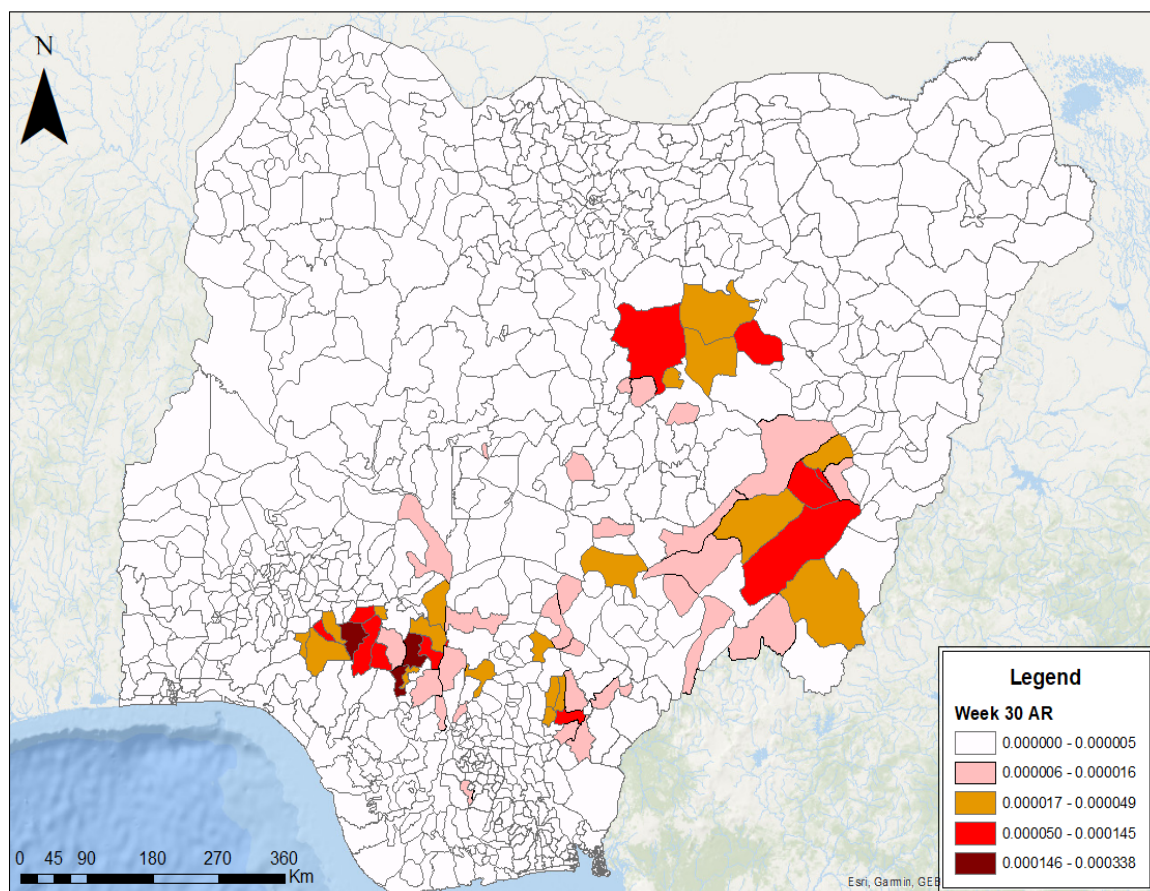 N
Legend
Week 30 AR
0.000000 - 0.000005
0.000006 - 0.000016
0.000017 - 0.000049
0.000050 - 0.000145
0.000146 - 0.000338
0 45 90 180 270 360
Km
Esri, Garmin, GEB